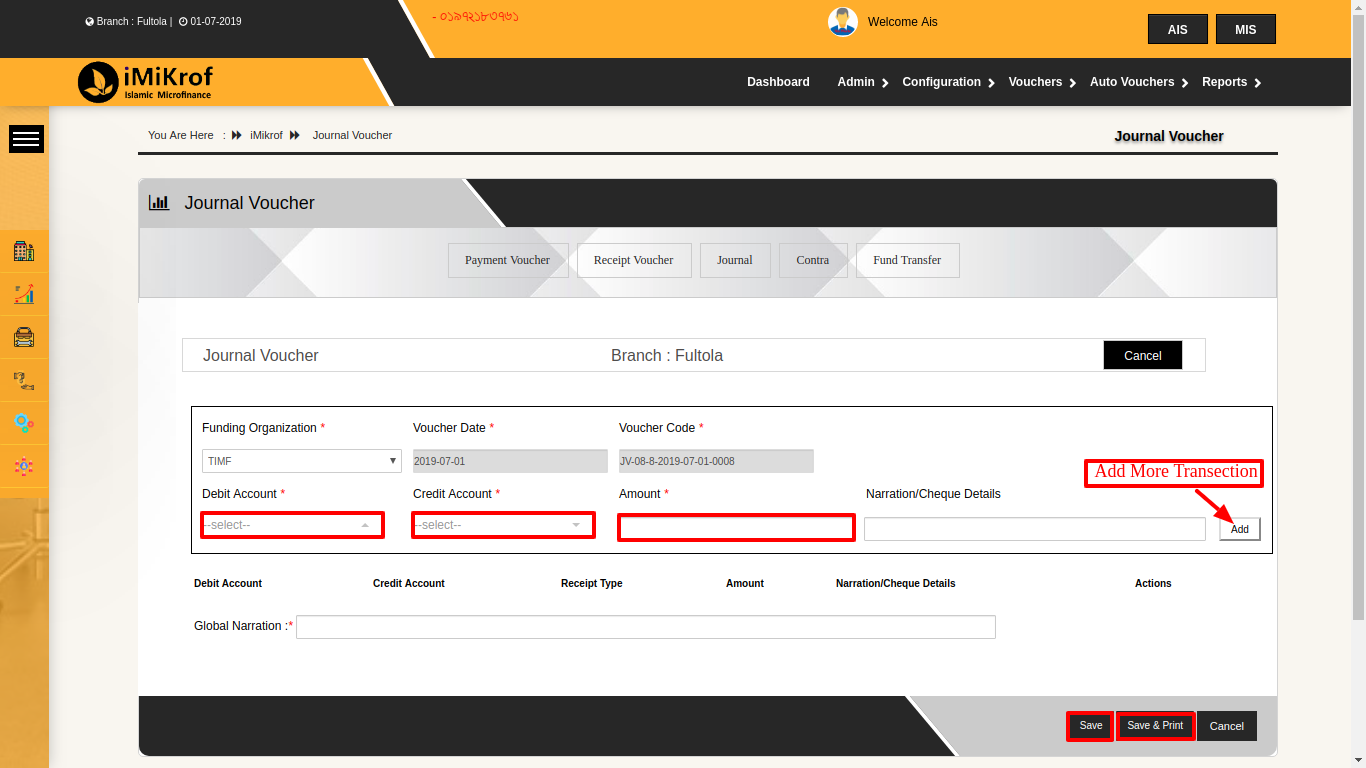 Branch : Fultola | 01-07-2019
- ০১৯৭২১৮৩৭৬১
Welcome Ais
AIS
MIS
iMiKrof
Islamic Microfinance
Dashboard
Admin
Configuration
Vouchers
Auto Vouchers
Reports
You Are Here :
iMikrof
Journal Voucher
Journal Voucher
Journal Voucher
Payment Voucher
Receipt Voucher
Journal
Contra
Fund Transfer
Journal Voucher
Branch : Fultola
Cancel
Funding Organization *
Voucher Date *
Voucher Code *
TIMF
2019-07-01
JV-08-8-2019-07-01-0008
Add More Transection
Debit Account *
Credit Account *
Amount *
Narration/Cheque Details
--select--
--select--
Add
Debit Account
Credit Account
Receipt Type
Amount
Narration/Cheque Details
Actions
Global Narration :*
Save
Save & Print
Cancel